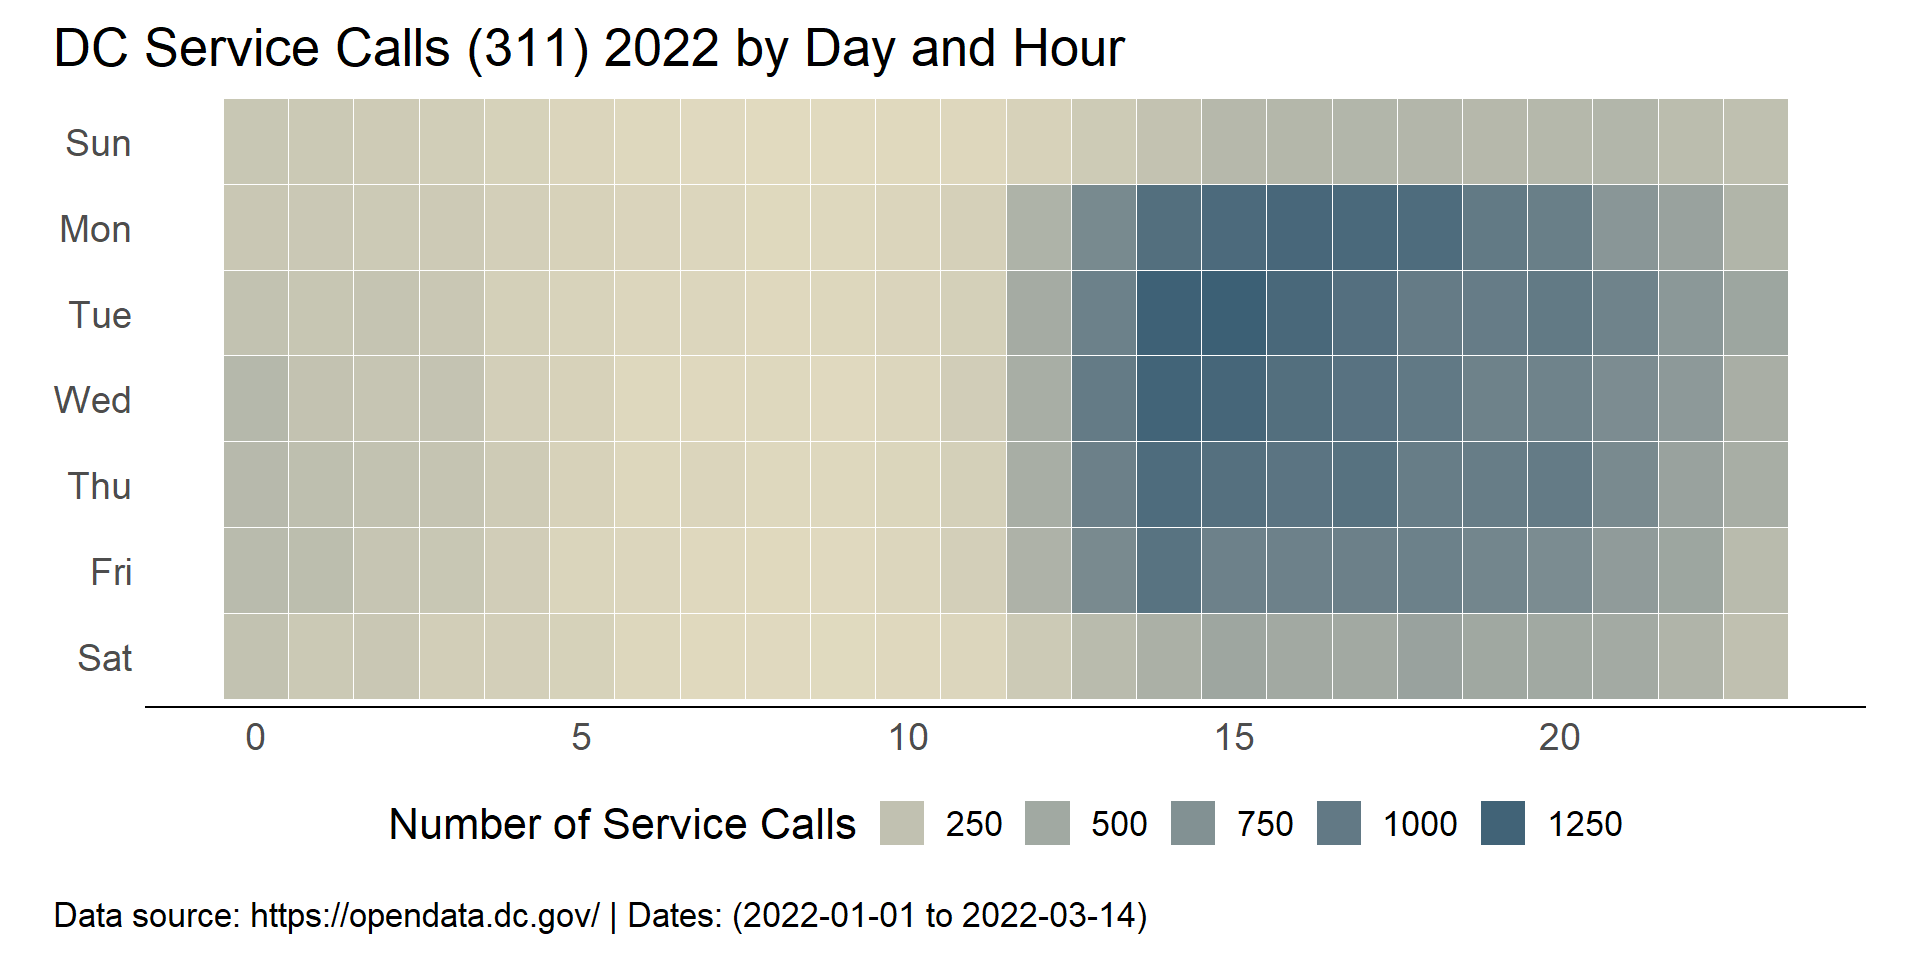 DC Service Calls (311) 2022 by Day and Hour
Sun
Mon
Tue
Wed
Thu
Fri
Sat
0 5 10 15 20
Number of Service Calls 250 500 750 1000 1250
Data source: https://opendata.dc.gov/ | Dates: (2022-01-01 to 2022-03-14)